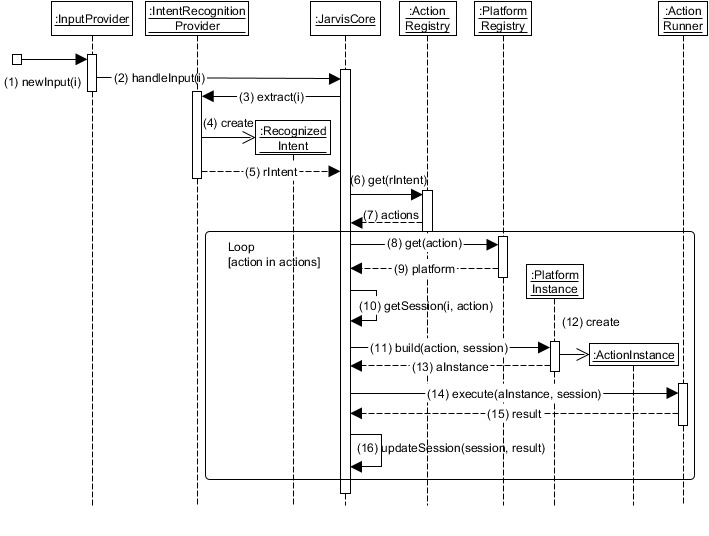 :InputProvider
:IntentRecognition
Provider
:JarvisCore
:Action
Registry
:Platform
Registry
:Action
Runner
(1) newInput(i)
(2) handleInput(i)
(3) extract(i)
(4) create
:Recognized
Intent
(5) rIntent
(6) get(rIntent)
(7) actions
Loop
[action in actions]
(8) get(action)
(9) platform
:Platform
Instance
(10) getSession(i, action)
(12) create
(11) build(action, session)
:ActionInstance
(13) aInstance
(14) execute(aInstance, session)
(15) result
(16) updateSession(session, result)